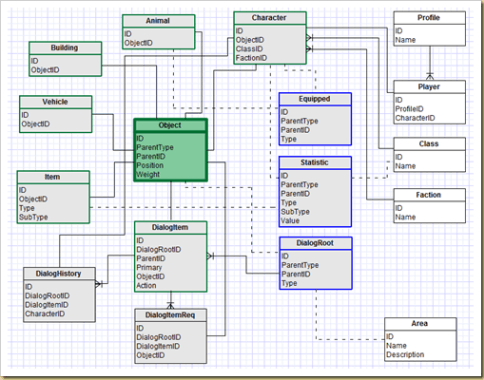 Animal
ID
ObjectID
Character
ID
ObjectID
ClassID
FactionID
Profile
ID
Name
Building
ID
ObjectID
Player
ID
ProfileID
CharacterID
Equipped
ID
ParentType
ParentID
Type
Vehicle
ID
ObjectID
Object
ID
ParentType
ParentID
Position
Weight
Class
ID
Name
Statistic
ID
ParentType
ParentID
Type
SubType
Value
Item
ID
ObjectID
Type
SubType
Faction
ID
Name
DialogItem
ID
DialogRootID
ParentID
Primary
ObjectID
Action
DialogRoot
ID
ParentType
ParentID
Type
DialogHistory
ID
DialogRootID
DialogItemID
CharacterID
DialogItemReq
ID
DialogRootID
DialogItemID
ObjectID
Area
ID
Name
Description